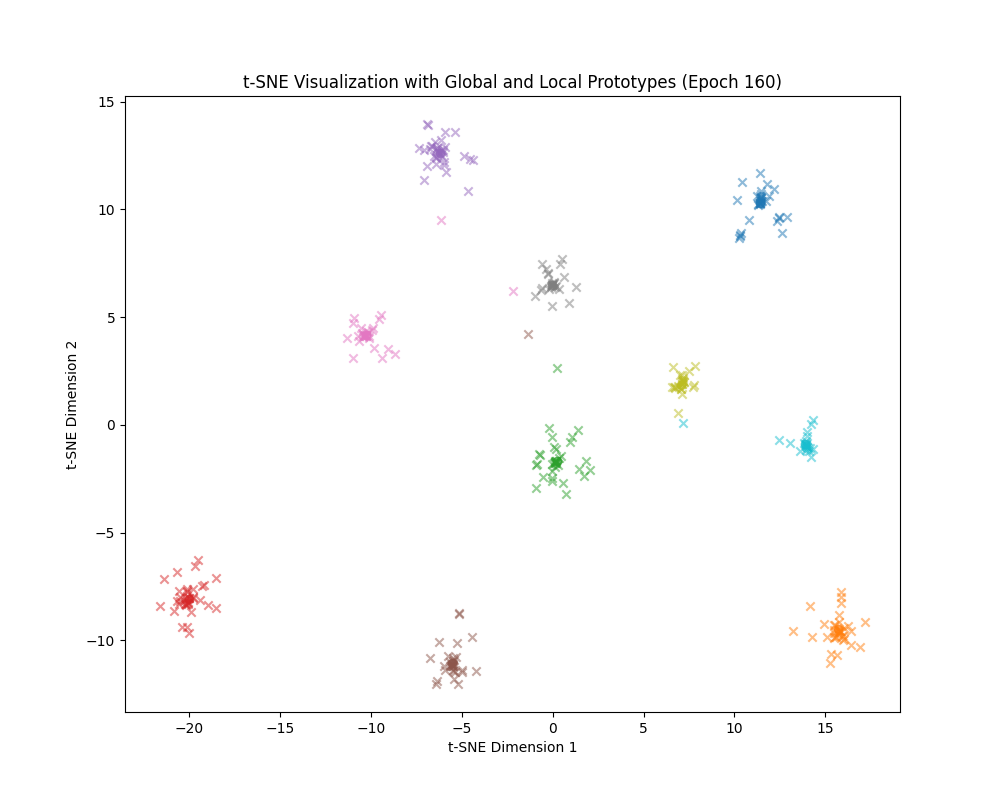 t-SNE Visualization with Global and Local Prototypes (Epoch 160)
15
10
5
0
−5
−10
t-SNE Dimension 2
−20 −15 −10 −5 0 5 10 15
t-SNE Dimension 1